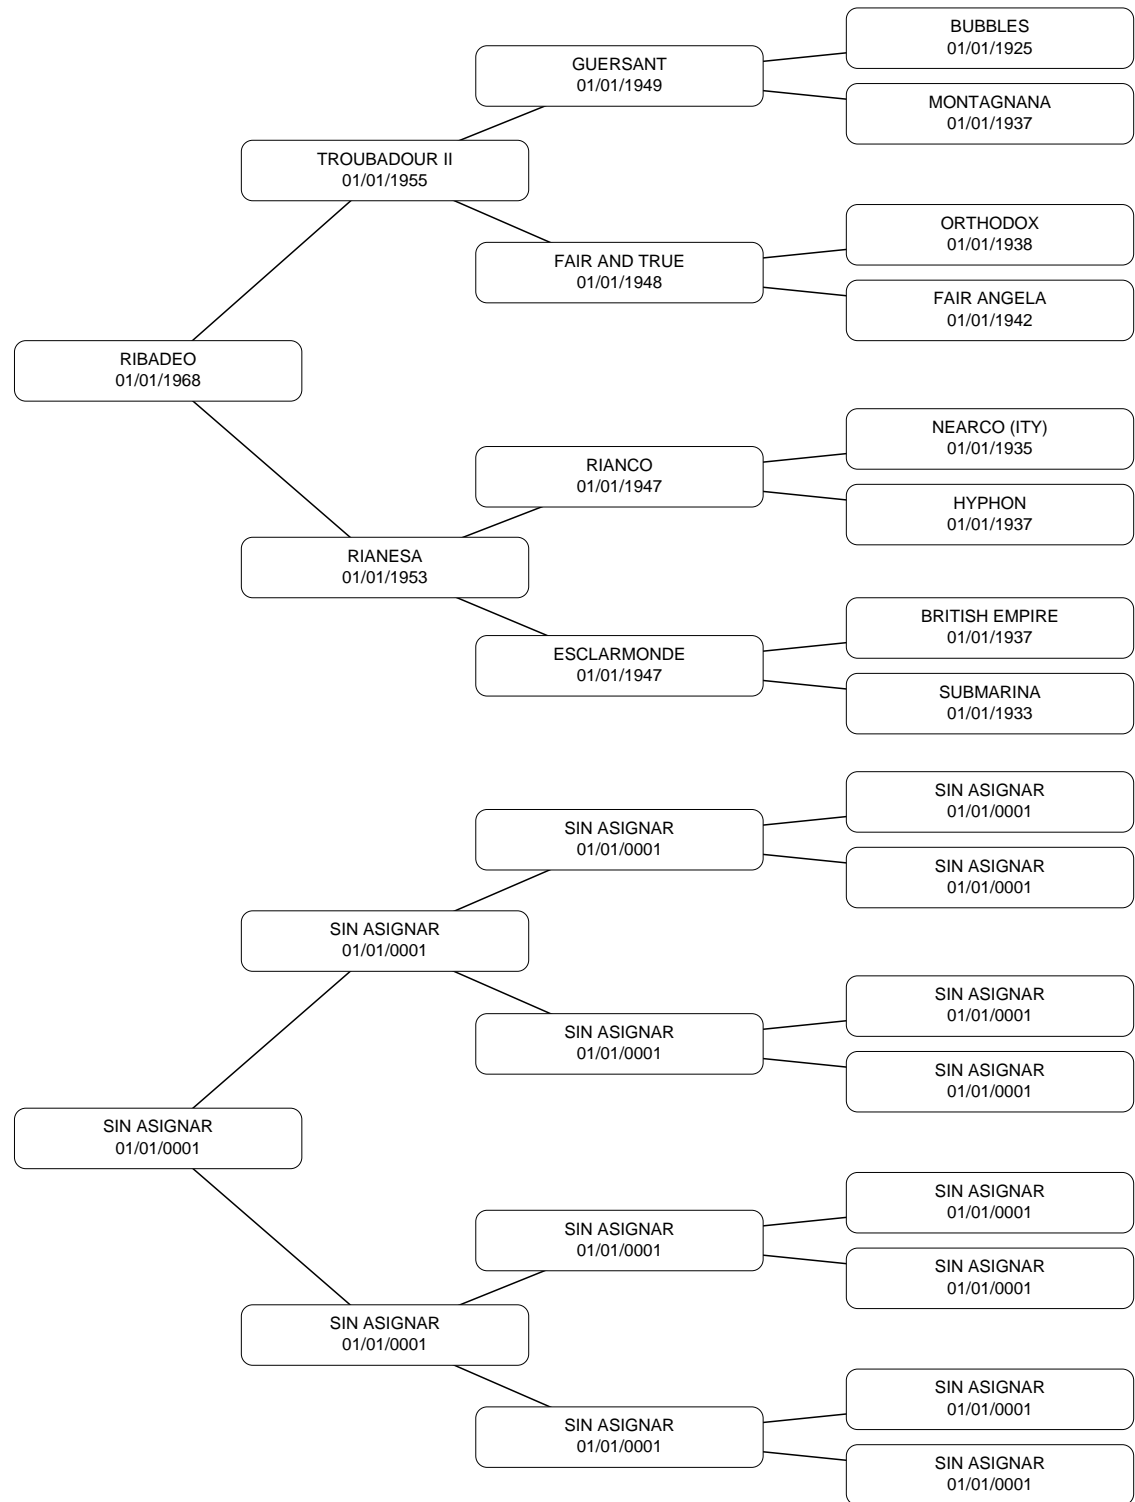 BUBBLES
01/01/1925
GUERSANT
01/01/1949
MONTAGNANA
01/01/1937
TROUBADOUR II
01/01/1955
ORTHODOX
01/01/1938
FAIR AND TRUE
01/01/1948
FAIR ANGELA
01/01/1942
RIBADEO
01/01/1968
NEARCO (ITY)
01/01/1935
RIANCO
01/01/1947
HYPHON
01/01/1937
RIANESA
01/01/1953
BRITISH EMPIRE
01/01/1937
ESCLARMONDE
01/01/1947
SUBMARINA
01/01/1933
SIN ASIGNAR
01/01/0001
SIN ASIGNAR
01/01/0001
SIN ASIGNAR
01/01/0001
SIN ASIGNAR
01/01/0001
SIN ASIGNAR
01/01/0001
SIN ASIGNAR
01/01/0001
SIN ASIGNAR
01/01/0001
SIN ASIGNAR
01/01/0001
SIN ASIGNAR
01/01/0001
SIN ASIGNAR
01/01/0001
SIN ASIGNAR
01/01/0001
SIN ASIGNAR
01/01/0001
SIN ASIGNAR
01/01/0001
SIN ASIGNAR
01/01/0001
SIN ASIGNAR
01/01/0001